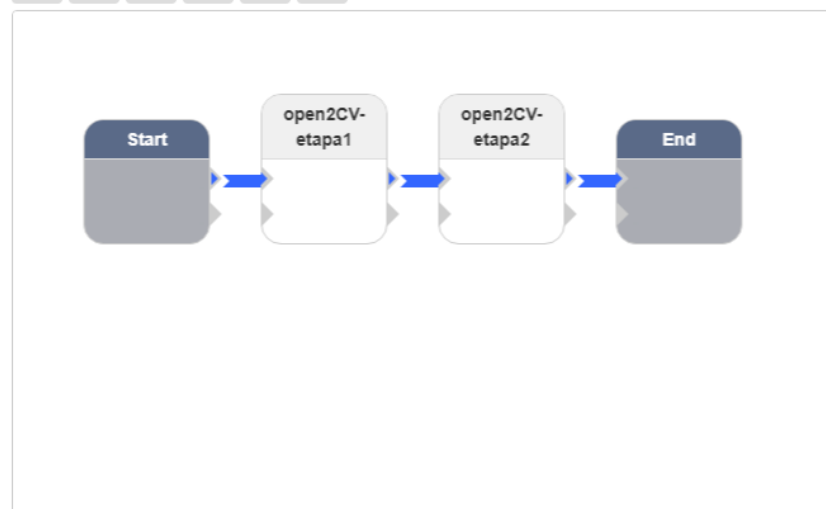 Start
open2CV-
etapa1
open2CV-
etapa2
End